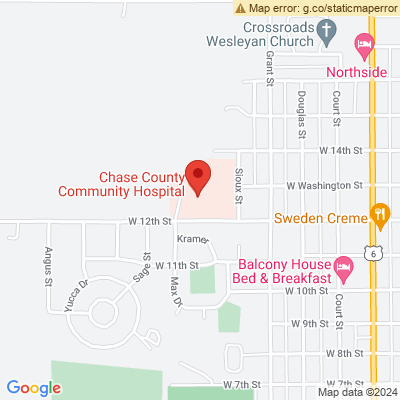 Map error: g.co/staticmaperror
Crossroads
Wesleyan Church
Northside
Grant St
Douglas St
Court St
W 14th St
Chase County
Community Hospital
Sioux St
W Washington St
W 12th St
Sweden Creme
Kramer
6
Angus St
Sage St
W 11th St
Balcony House
Bed & Breakfast
Yucca Dr
Max Dr
W 10th St
Court St
W 9th St
W 8th St
W 7th St
Google
Map data ©2024